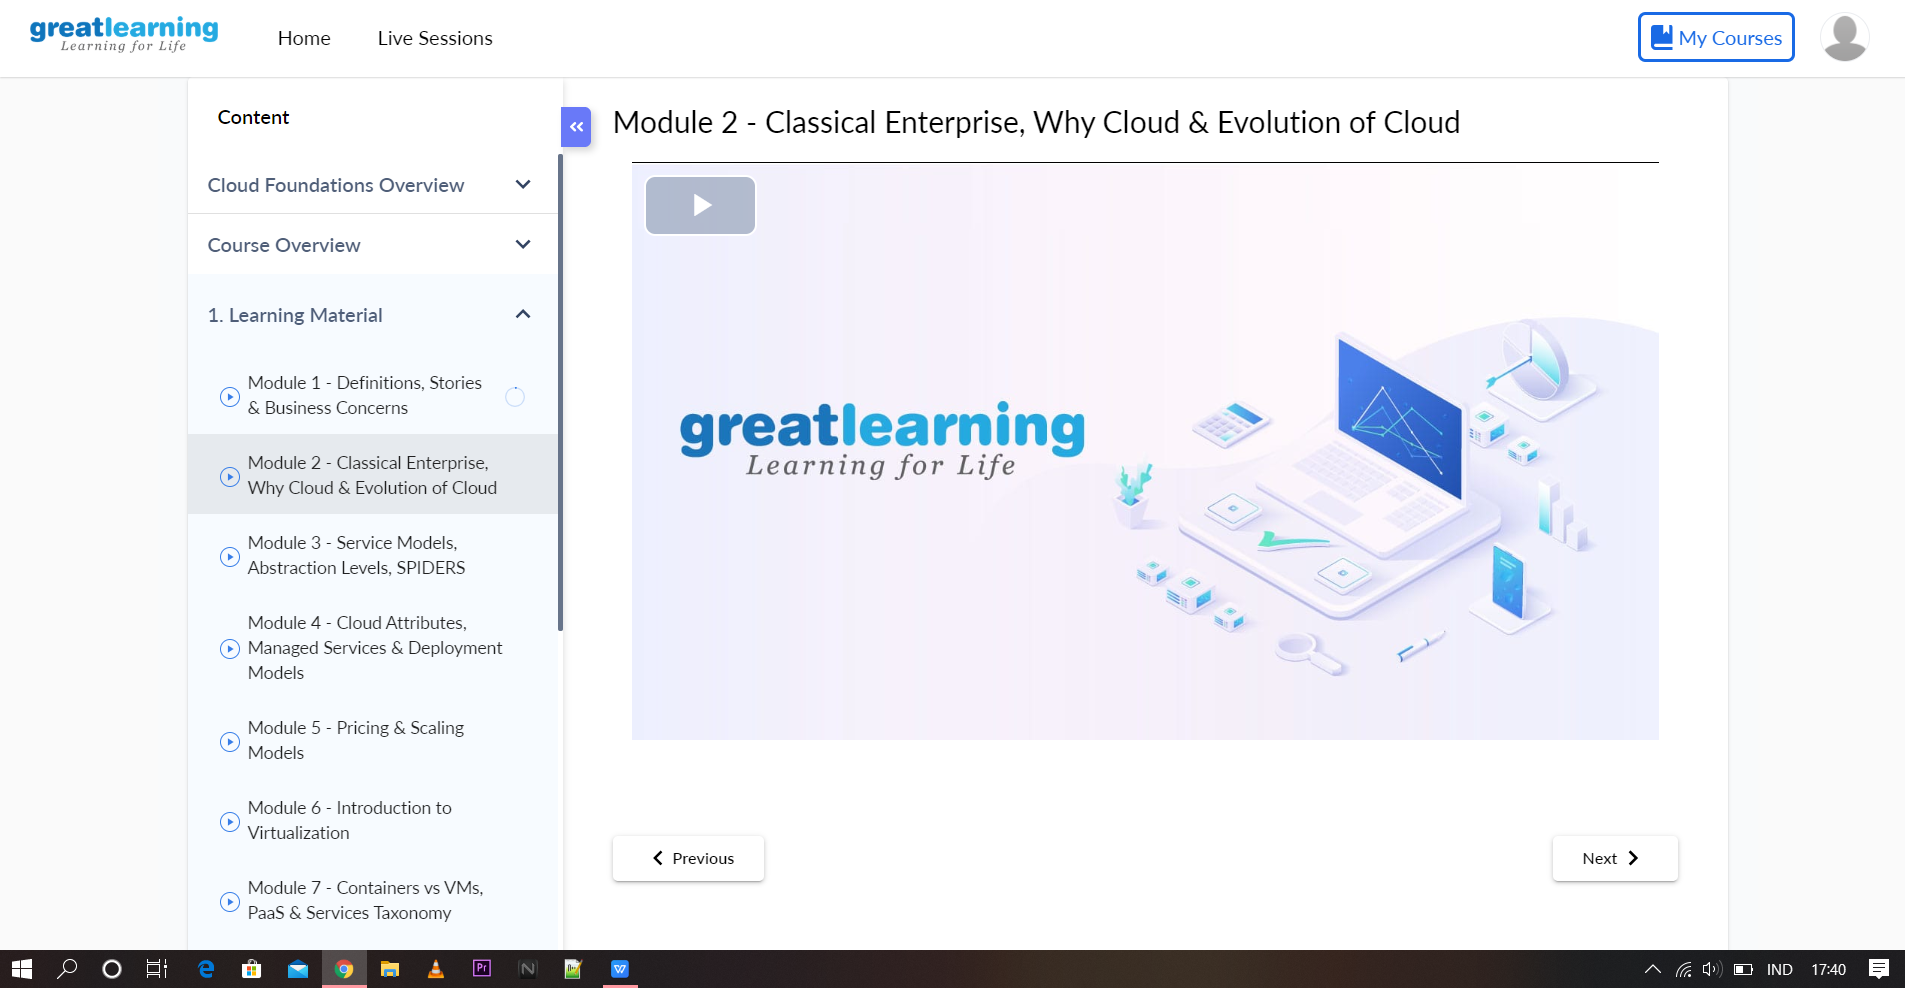 greatlearning
Learning for Life
Home
Live Sessions
My Courses
Content
Cloud Foundations Overview
Course Overview
1. Learning Material
Module 1 - Definitions, Stories
& Business Concerns
Module 2 - Classical Enterprise,
Why Cloud & Evolution of Cloud
Module 3 - Service Models,
Abstraction Levels, SPIDERS
Module 4 - Cloud Attributes,
Managed Services & Deployment
Models
Module 5 - Pricing & Scaling
Models
Module 6 - Introduction to
Virtualization
Module 7 - Containers vs VMs,
PaaS & Services Taxonomy
Module 2 - Classical Enterprise, Why Cloud & Evolution of Cloud
greatlearning
Learning for Life
Previous
Next
Pr
N
W
IND
17:40